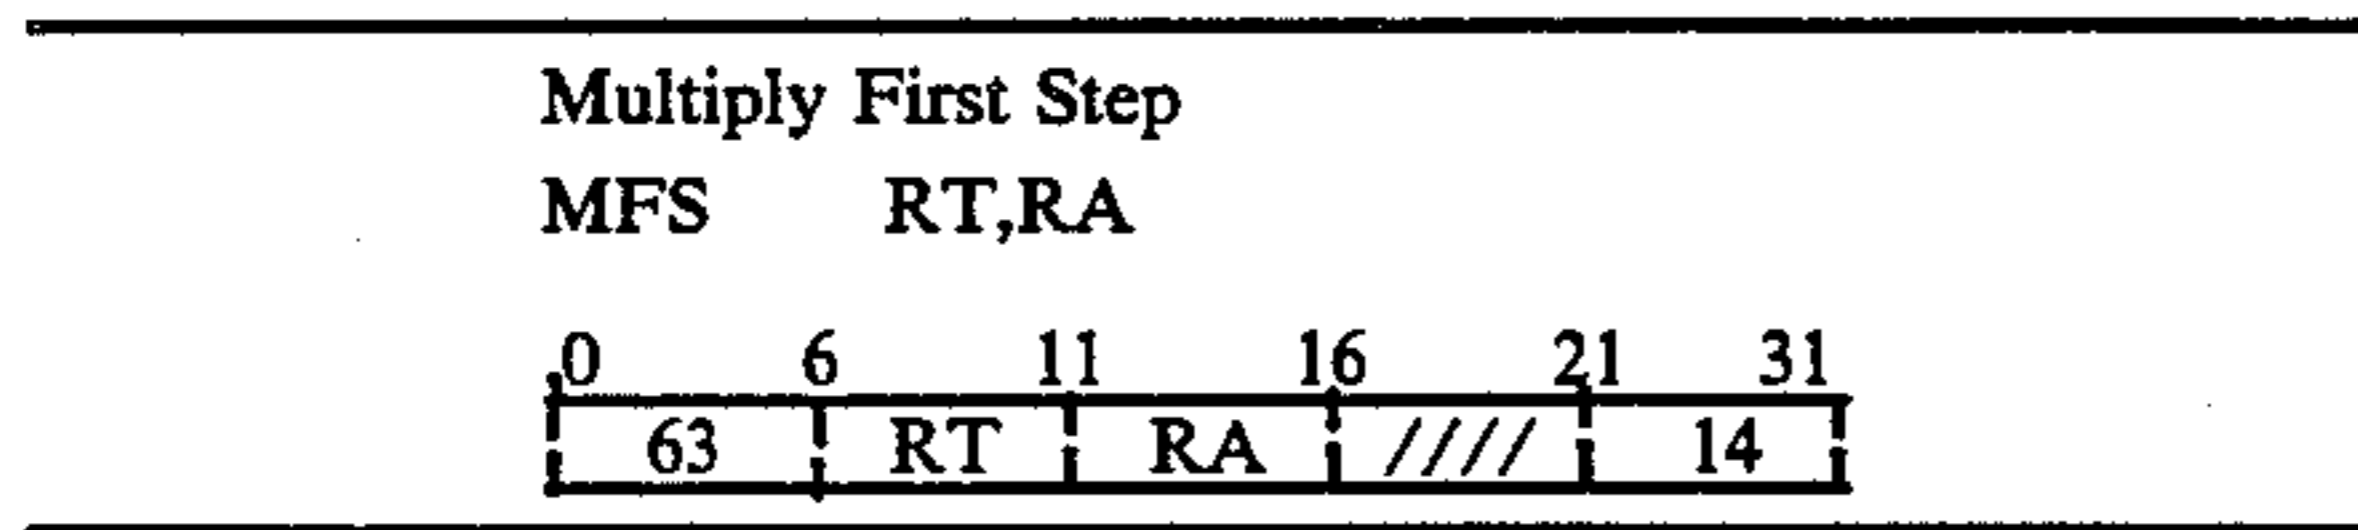 Multiply First Step
MFS RT,RA
0 6 11 16 21 31
63 RT RA //// 14